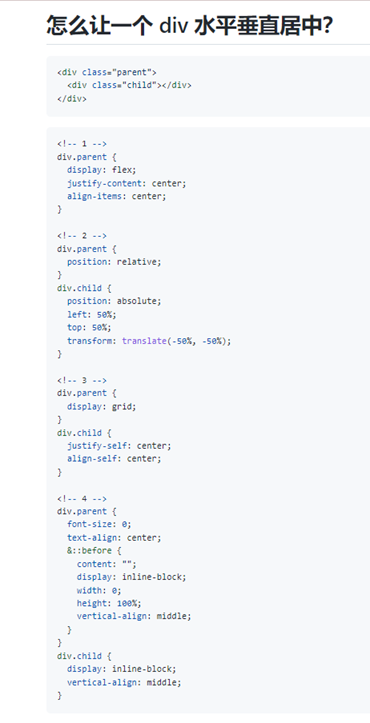 怎么让一个 div 水平垂直居中？
<div class="parent">
  <div class="child"></div>
</div>
<!-- 1 -->
div.parent {
  display: flex;
  justify-content: center;
  align-items: center;
}
<!-- 2 -->
div.parent {
  position: relative;
}
div.child {
  position: absolute;
  left: 50%;
  top: 50%;
  transform: translate(-50%, -50%);
}
<!-- 3 -->
div.parent {
  display: grid;
}
div.child {
  justify-self: center;
  align-self: center;
}
<!-- 4 -->
div.parent {
  font-size: 0;
  text-align: center;
  &::before {
    content: "";
    display: inline-block;
    width: 0;
    height: 100%;
    vertical-align: middle;
  }
}
div.child {
  display: inline-block;
  vertical-align: middle;
}